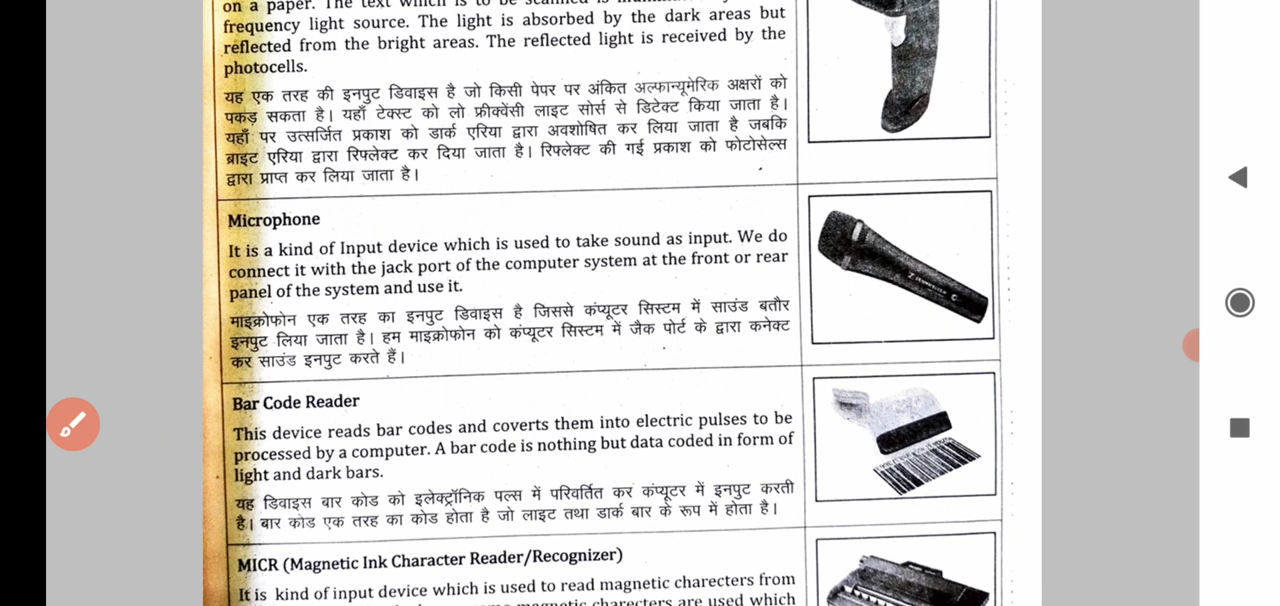 on a paper. The text which is to be scanned is
frequency light source. The light is absorbed by the dark areas but
reflected from the bright areas. The reflected light is received by the
photocells.
यह एक तरह की इनपुट डिवाइस है जो किसी पेपर पर अंकित अल्फान्यूमेरिक अक्षरों को
पकड़ सकता है। यहाँ टेक्स्ट को लो फ्रीक्वेंसी लाइट सोर्स से डिटेक्ट किया जाता है।
यहाँ पर उत्सर्जित प्रकाश को डार्क एरिया द्वारा अवशोषित कर लिया जाता है जबकि
ब्राइट एरिया द्वारा रिफ्लेक्ट कर दिया जाता है। रिफ्लेक्ट की गई प्रकाश को फोटोसेल्स
द्वारा प्राप्त कर लिया जाता है।
Microphone
It is a kind of Input device which is used to take sound as input. We do
connect it with the jack port of the computer system at the front or rear
panel of the system and use it.
माइक्रोफोन एक तरह का इनपुट डिवाइस है जिससे कंप्यूटर सिस्टम में साउंड बतौर
इनपुट लिया जाता है। हम माइक्रोफोन को कंप्यूटर सिस्टम में जैक पोर्ट के द्वारा कनेक्ट
कर साउंड इनपुट करते हैं।
Bar Code Reader
This device reads bar codes and coverts them into electric pulses to be
processed by a computer. A bar code is nothing but data coded in form of
light and dark bars.
यह डिवाइस बार कोड को इलेक्ट्रॉनिक पल्स में परिवर्तित कर कंप्यूटर में इनपुट करती
है। बार कोड एक तरह का कोड होता है जो लाइट तथा डार्क बार के रूप में होता है।
MICR (Magnetic Ink Character Reader/Recognizer)
It is kind of input device which is used to read magnetic charecters from
magnetic charecters are used which